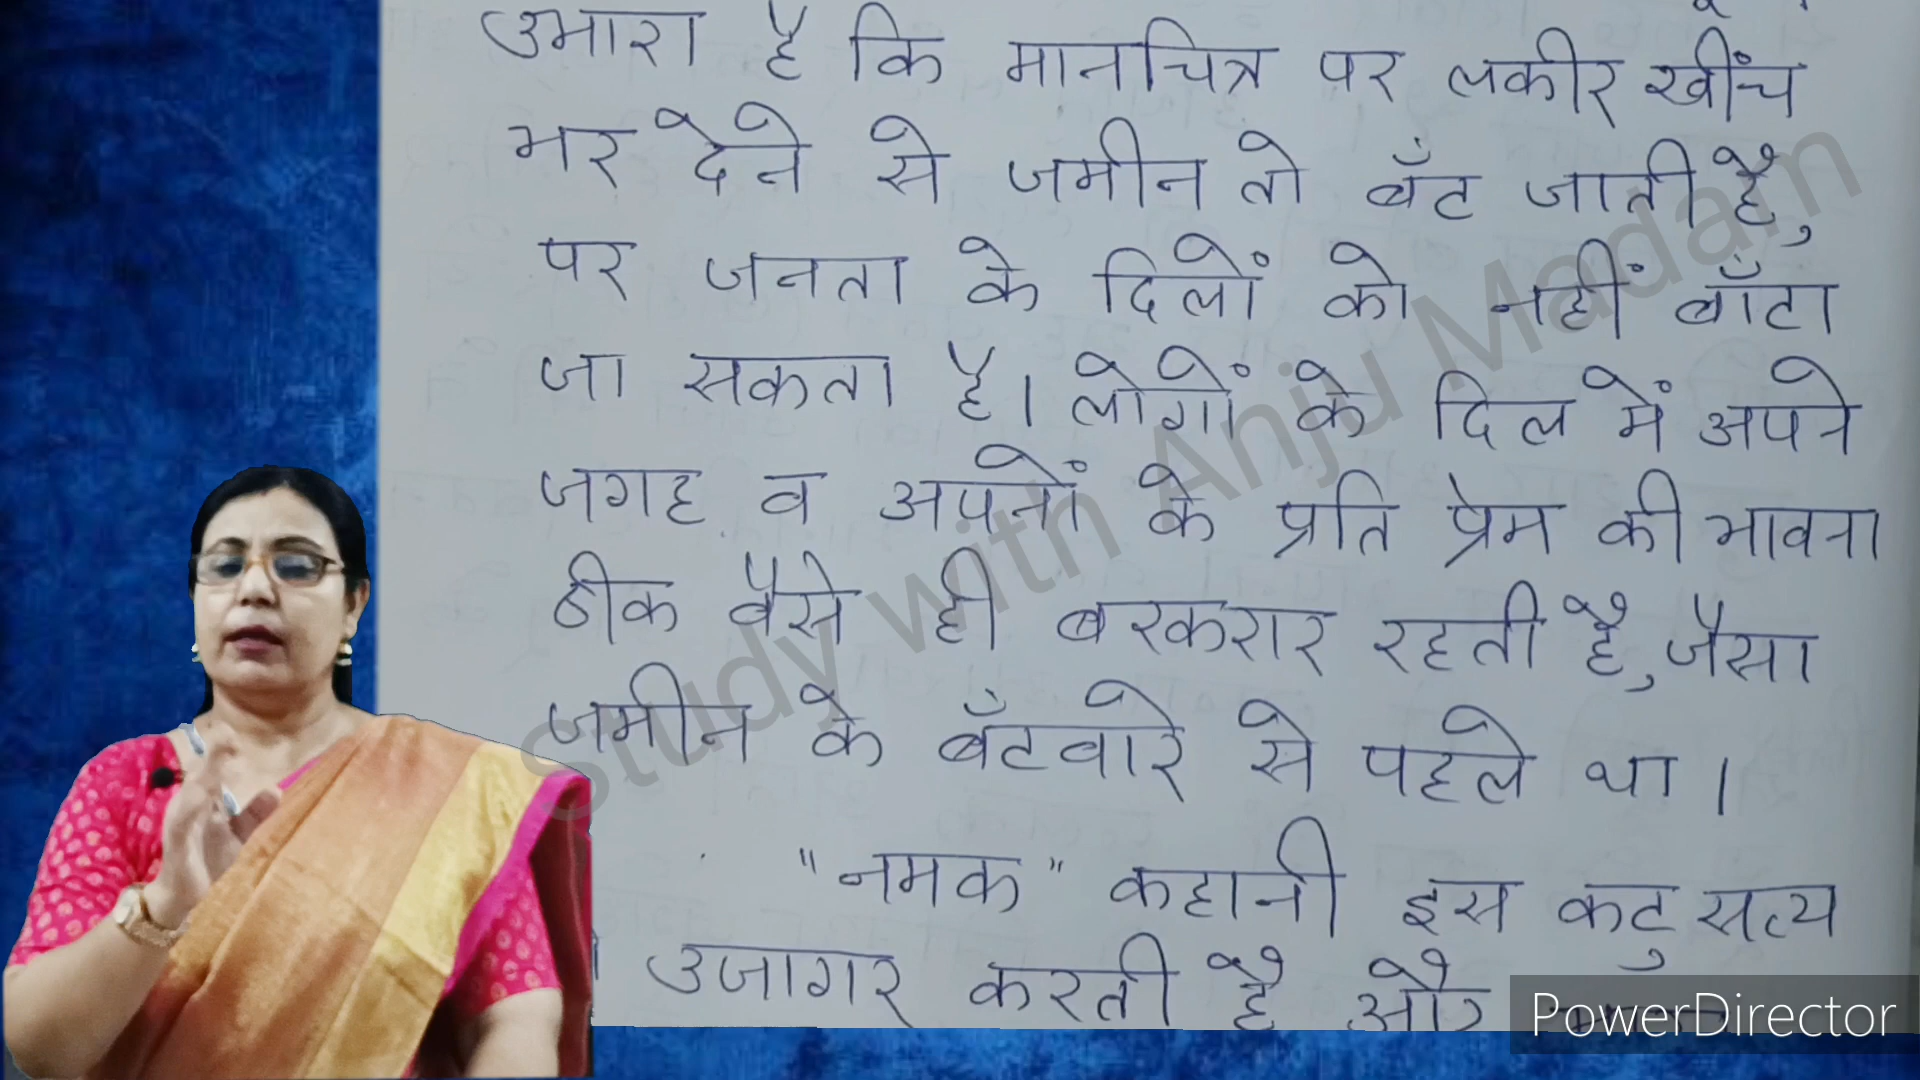 उभारा है कि मानचित्र पर लकीर खींच
भर देने से जमीन तो बँट जाती है,
पर जनता के दिलों को नहीं बाँटा
जा सकता है। लोगों के दिल में अपने
जगह व अपनों के प्रति प्रेम की भावना
ठीक वैसे ही बरकरार रहती है, जैसा
जमीन के बँटवारे से पहले था।
"नमक" कहानी इस कटु सत्य
उजागर करती है और
Study with Anju Madam
PowerDirector